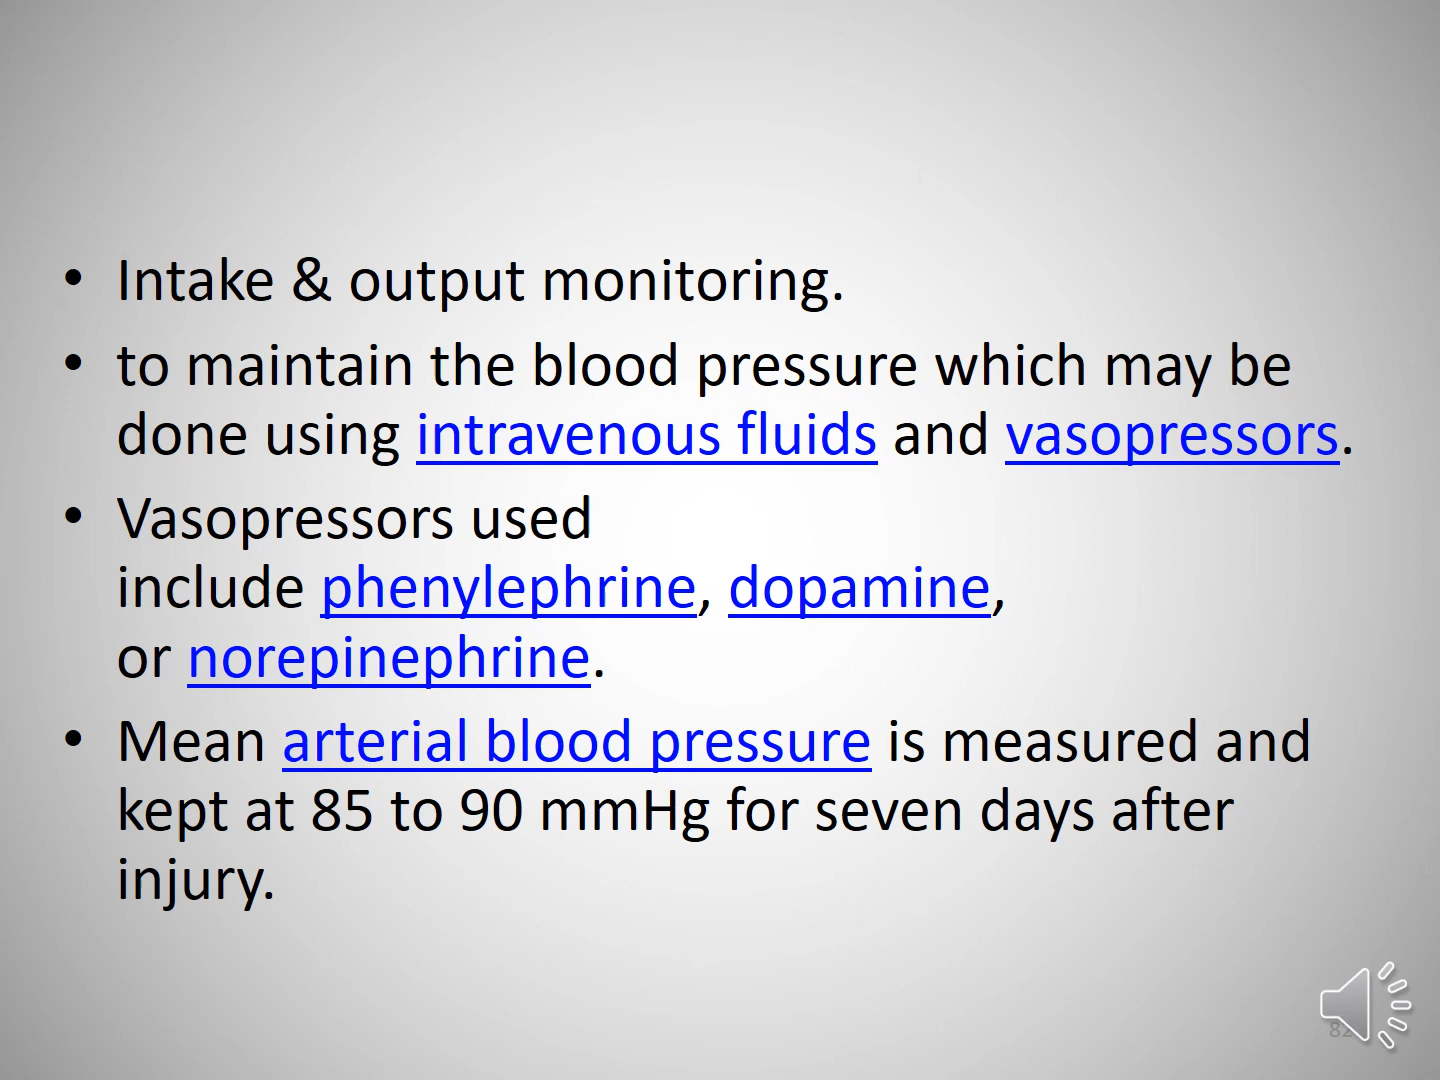 • Intake & output monitoring.
• to maintain the blood pressure which may be
done using intravenous fluids and vasopressors.
• Vasopressors used
include phenylephrine, dopamine,
or norepinephrine.
• Mean arterial blood pressure is measured and
kept at 85 to 90 mmHg for seven days after
injury.